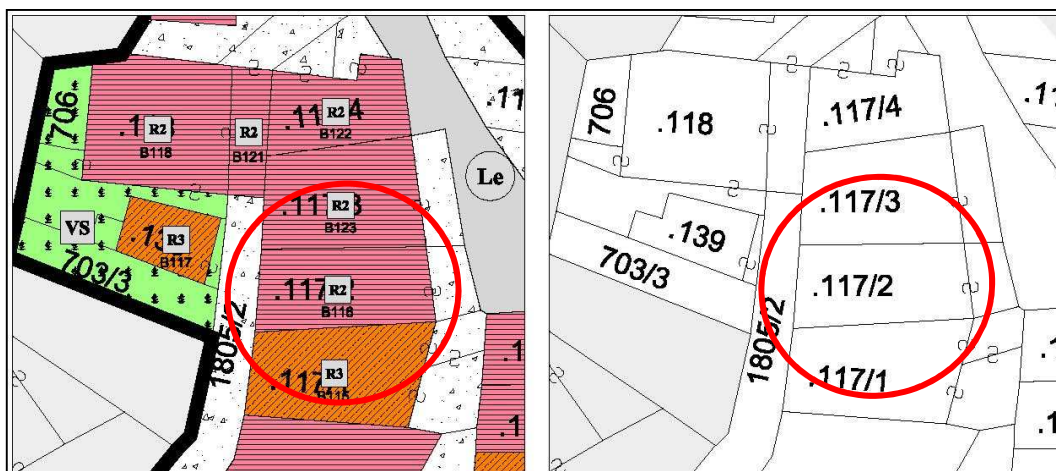 706
R2
B118
R2
B121
R2
B122
Le
R2
B123
VS
R3
B117
703/3
R2
B116
1805/2
R3
B115
706
.118
.117/4
.117/3
.139
703/3
.117/2
1805/2
.117/1